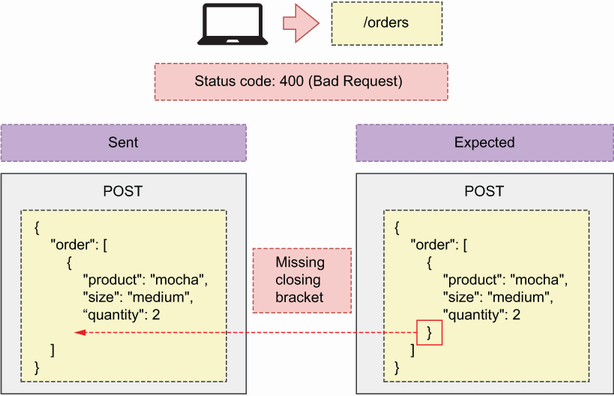 /orders
Status code: 400 (Bad Request)
Sent
Expected
POST
{
"order": [
{
"product": "mocha",
"size": "medium",
“quantity": 2
]
}
Missing
closing
bracket
POST
{
"order": [
{
"product": "mocha",
"size": "medium",
"quantity": 2
}
]
}